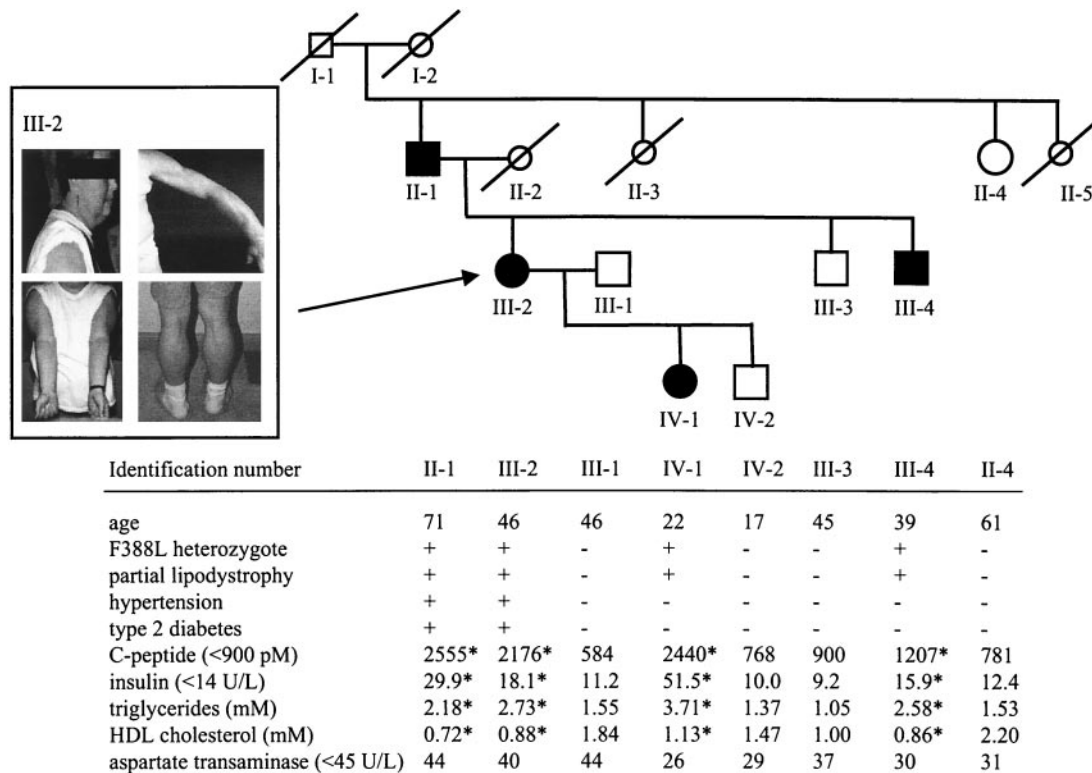 I-1 I-2
III-2
II-1 II-2 II-3 II-4 II-5
III-2 III-1 III-3 III-4
IV-1 IV-2
Identification number II-1 III-2 III-1 IV-1 IV-2 III-3 III-4 II-4
age 71 46 46 22 17 45 39 61
F388L heterozygote + + - + - - + -
partial lipodystrophy + + - + - - + -
hypertension + + - - - - - -
type 2 diabetes + + - - - - - -
C-peptide (<900 pM) 2555* 2176* 584 2440* 768 900 1207* 781
insulin (<14 U/L) 29.9* 18.1* 11.2 51.5* 10.0 9.2 15.9* 12.4
triglycerides (mM) 2.18* 2.73* 1.55 3.71* 1.37 1.05 2.58* 1.53
HDL cholesterol (mM) 0.72* 0.88* 1.84 1.13* 1.47 1.00 0.86* 2.20
aspartate transaminase (<45 U/L) 44 40 44 26 29 37 30 31